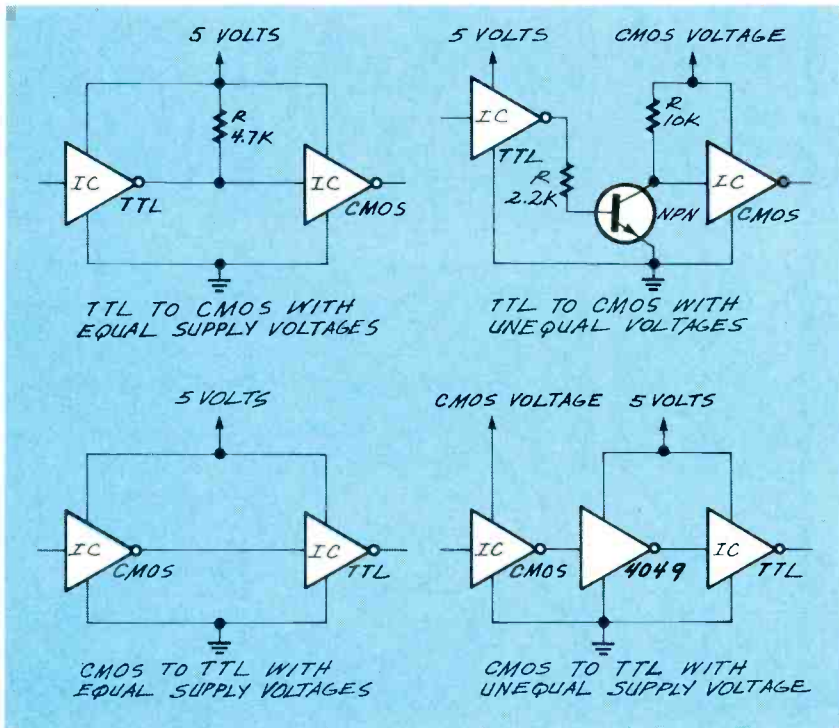 5 VOLTS
R
4.7K
IC
TTL
IC
CMOS
TTL TO CMOS WITH
EQUAL SUPPLY VOLTAGES
5 VOLTS
CMOS VOLTAGE
IC
TTL
R
2.2K
NPN
R
10K
IC
CMOS
TTL TO CMOS WITH
UNEQUAL VOLTAGES
5 VOLTS
IC
CMOS
IC
TTL
CMOS TO TTL WITH
EQUAL SUPPLY VOLTAGES
CMOS VOLTAGE
5 VOLTS
IC
CMOS
4049
IC
TTL
CMOS TO TTL WITH
UNEQUAL SUPPLY VOLTAGE